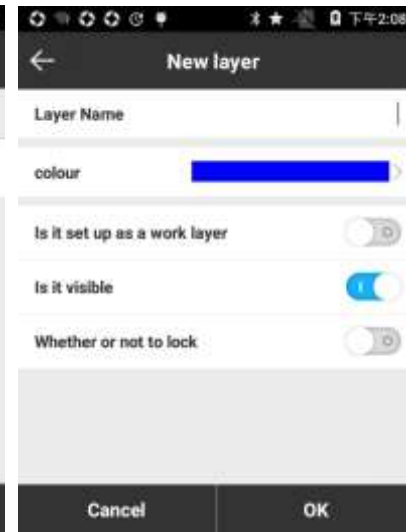 下午2:08
New layer
Layer Name
colour
Is it set up as a work layer
Is it visible
Whether or not to lock
Cancel
OK